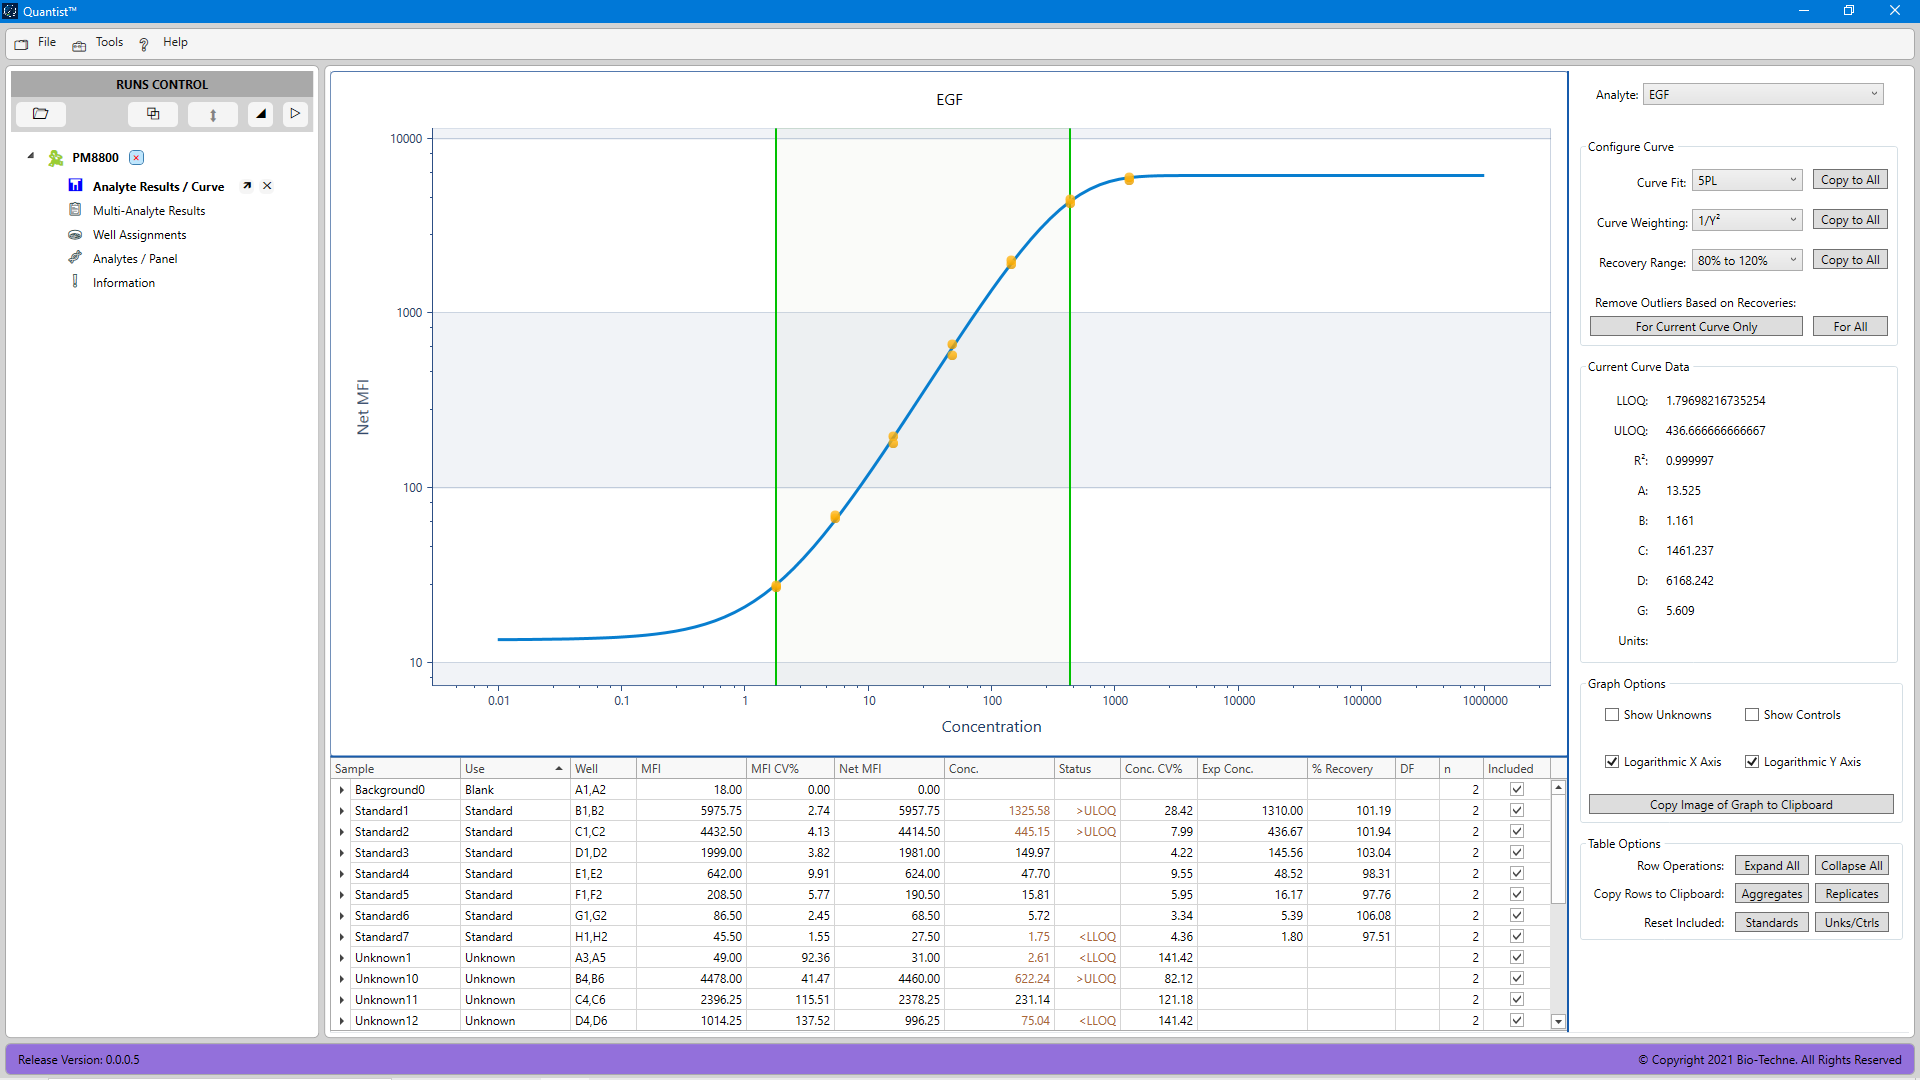 Quantist™
File Tools ? Help
RUNS CONTROL
PM8800
Analyte Results / Curve
Multi-Analyte Results
Well Assignments
Analytes / Panel
Information
EGF
10000
1000
100
10
Net MFI
0.01 0.1 1 10 100 1000 10000 100000 1000000
Concentration
Analyte: EGF
Configure Curve
Curve Fit: 5PL Copy to All
Curve Weighting: 1/Y² Copy to All
Recovery Range: 80% to 120% Copy to All
Remove Outliers Based on Recoveries:
For Current Curve Only For All
Current Curve Data
LLOQ: 1.79698216735254
ULOQ: 436.666666666667
R²: 0.999997
A: 13.525
B: 1.161
C: 1461.237
D: 6168.242
G: 5.609
Units:
Graph Options
Show Unknowns Show Controls
Logarithmic X Axis Logarithmic Y Axis
Copy Image of Graph to Clipboard
Table Options
Row Operations: Expand All Collapse All
Copy Rows to Clipboard: Aggregates Replicates
Reset Included: Standards Unks/Ctrls
Sample Use Well MFI MFI CV% Net MFI Conc. Status Conc. CV% Exp Conc. % Recovery DF n Included
Background0 Blank A1,A2 18.00 0.00 0.00 2
Standard1 Standard B1,B2 5975.75 2.74 5957.75 1325.58 >ULOQ 28.42 1310.00 101.19 2
Standard2 Standard C1,C2 4432.50 4.13 4414.50 445.15 >ULOQ 7.99 436.67 101.94 2
Standard3 Standard D1,D2 1999.00 3.82 1981.00 149.97 4.22 145.56 103.04 2
Standard4 Standard E1,E2 642.00 9.91 624.00 47.70 9.55 48.52 98.31 2
Standard5 Standard F1,F2 208.50 5.77 190.50 15.81 5.95 16.17 97.76 2
Standard6 Standard G1,G2 86.50 2.45 68.50 5.72 3.34 5.39 106.08 2
Standard7 Standard H1,H2 45.50 1.55 27.50 1.75 <LLOQ 4.36 1.80 97.51 2
Unknown1 Unknown A3,A5 49.00 92.36 31.00 2.61 <LLOQ 141.42 2
Unknown10 Unknown B4,B6 4478.00 41.47 4460.00 622.24 >ULOQ 82.12 2
Unknown11 Unknown C4,C6 2396.25 115.51 2378.25 231.14 121.18 2
Unknown12 Unknown D4,D6 1014.25 137.52 996.25 75.04 <LLOQ 141.42 2
Release Version: 0.0.0.5
© Copyright 2021 Bio-Techne. All Rights Reserved